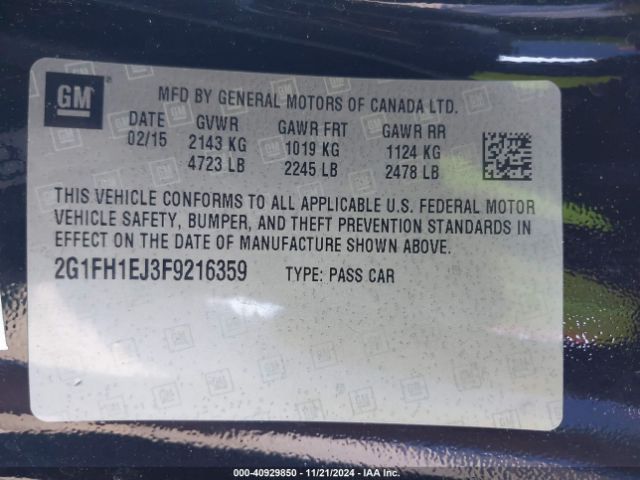 GM
MFD BY GENERAL MOTORS OF CANADA LTD.
DATE GVWR GAWR FRT GAWR RR
02/15 2143 KG 1019 KG 1124 KG
4723 LB 2245 LB 2478 LB
THIS VEHICLE CONFORMS TO ALL APPLICABLE U.S. FEDERAL MOTOR
VEHICLE SAFETY, BUMPER, AND THEFT PREVENTION STANDARDS IN
EFFECT ON THE DATE OF MANUFACTURE SHOWN ABOVE.
2G1FH1EJ3F9216359 TYPE: PASS CAR
000-40929850 - 11/21/2024 - IAAI.COM